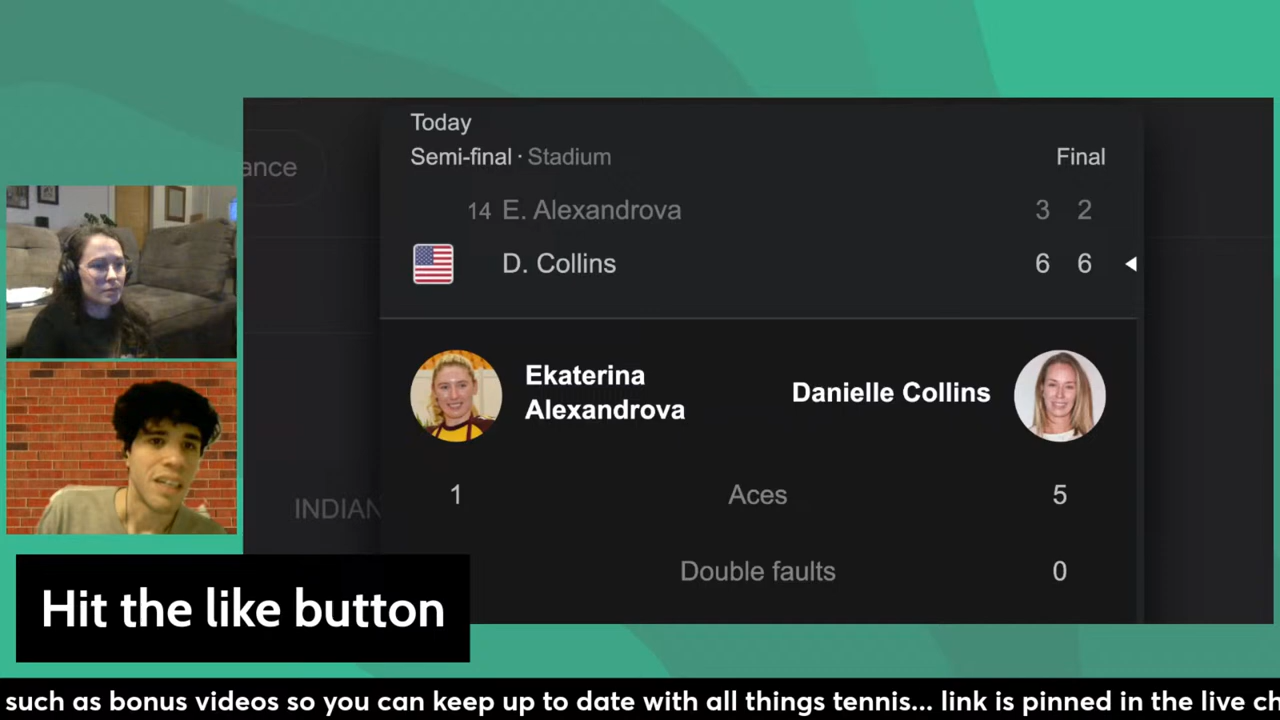 Today
Semi-final · Stadium
Final
ance
14 E. Alexandrova 3 2
D. Collins 6 6
Ekaterina
Alexandrova
Danielle Collins
1 Aces 5
INDIAN
Double faults 0
Hit the like button
such as bonus videos so you can keep up to date with all things tennis... link is pinned in the live ch